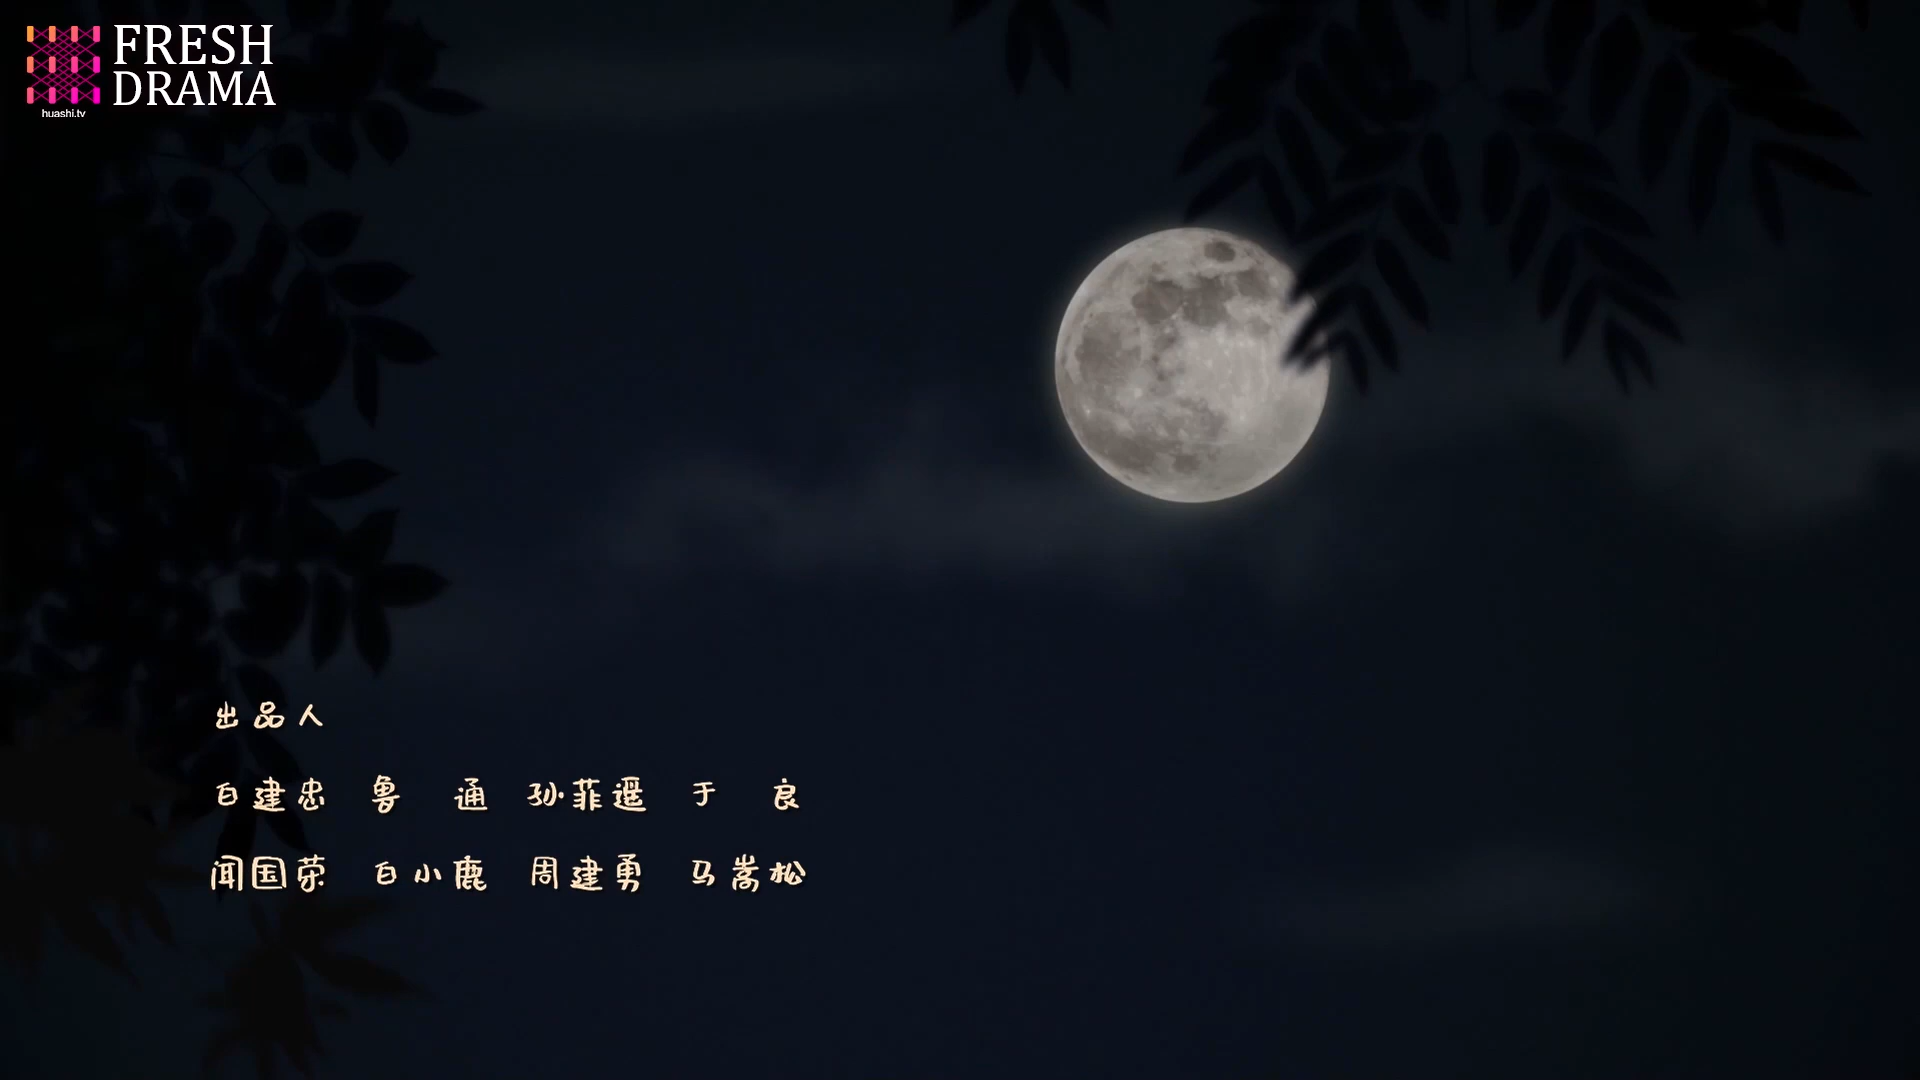 FRESH
DRAMA
huashi.tv
出品人
白建忠 鲁 通 孙菲遥 于 良
闻国荣 白小鹿 周建勇 马嵩松